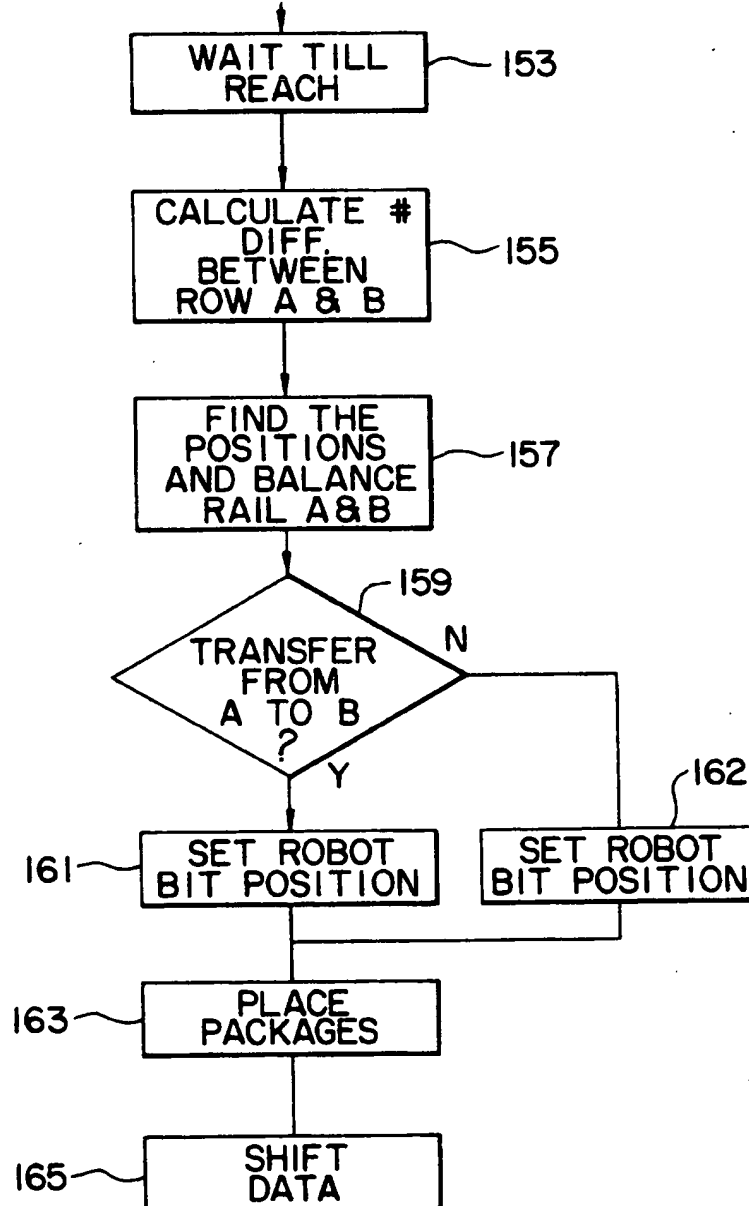 WAIT TILL
REACH
153
CALCULATE #
DIFF.
BETWEEN
ROW A & B
155
FIND THE
POSITIONS
AND BALANCE
RAIL A&B
157
159
TRANSFER
FROM
A TO B
?
N
Y
162
161
SET ROBOT
BIT POSITION
SET ROBOT
BIT POSITION
163
PLACE
PACKAGES
165
SHIFT
DATA